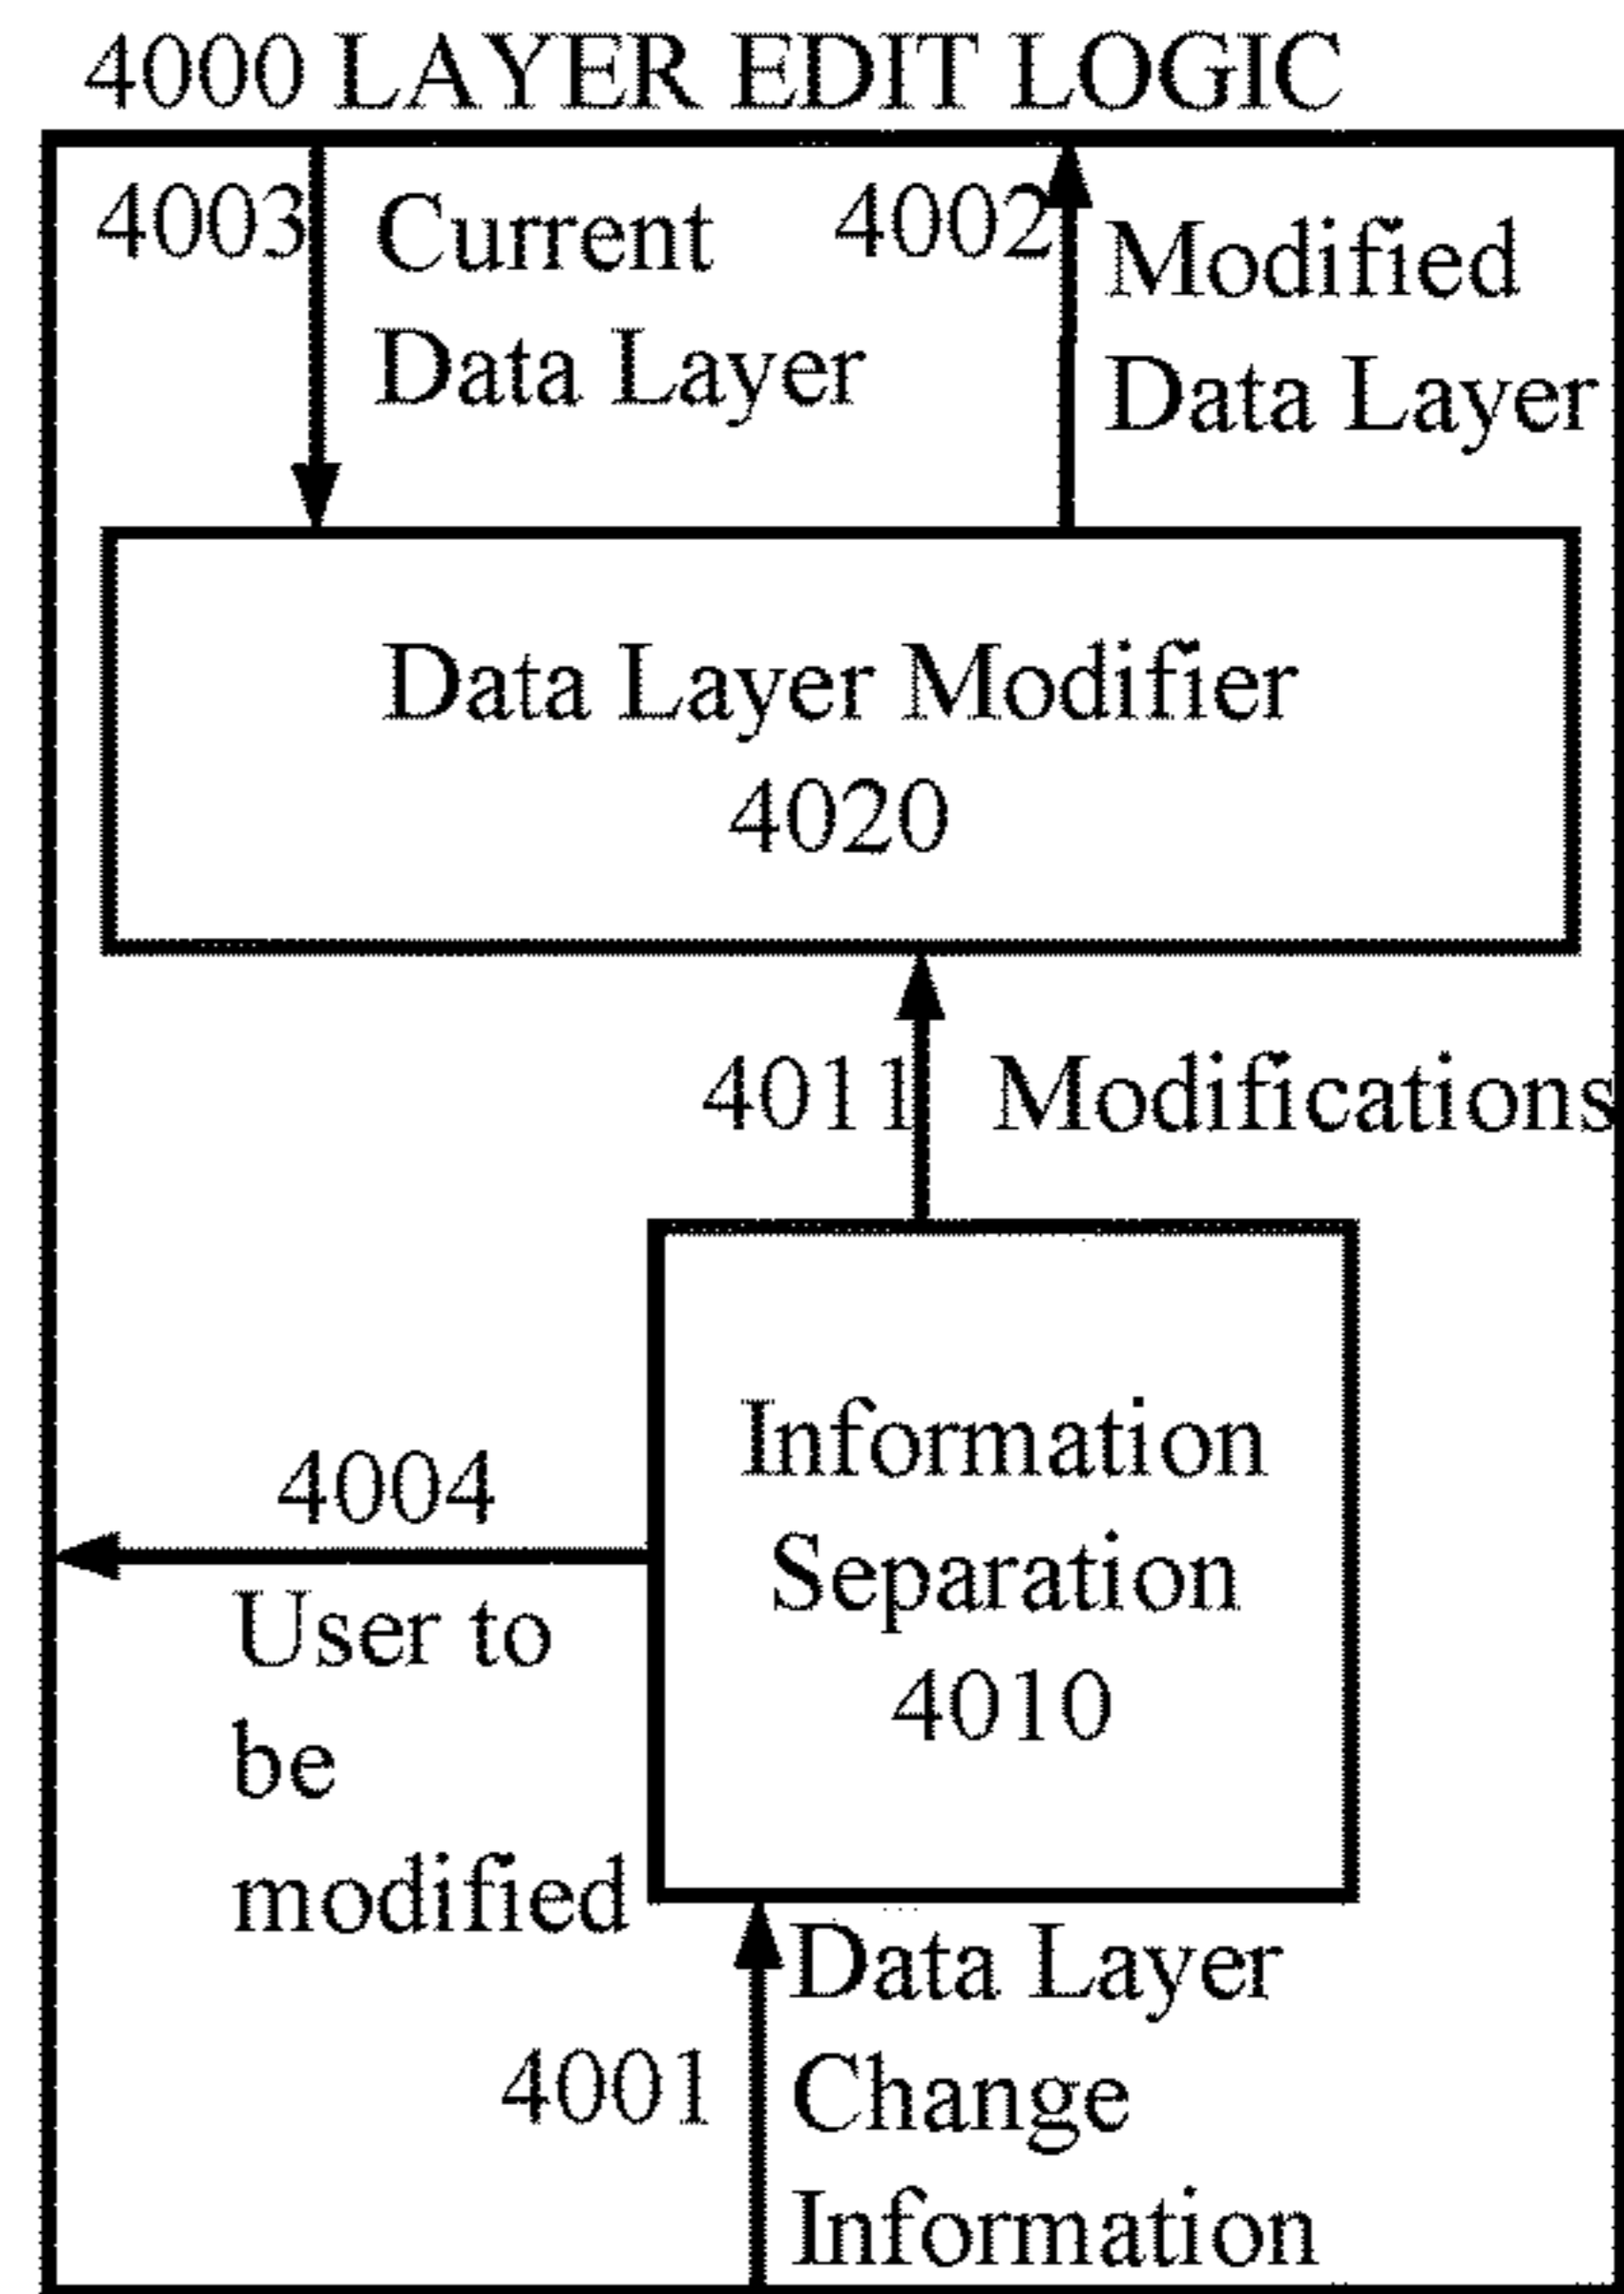 4000 LAYER EDIT LOGIC
4003
Current
Data Layer
4002
Modified
Data Layer
Data Layer Modifier
4020
4011
Modifications
Information
Separation
4010
4004
User to
be
modified
4001
Data Layer
Change
Information